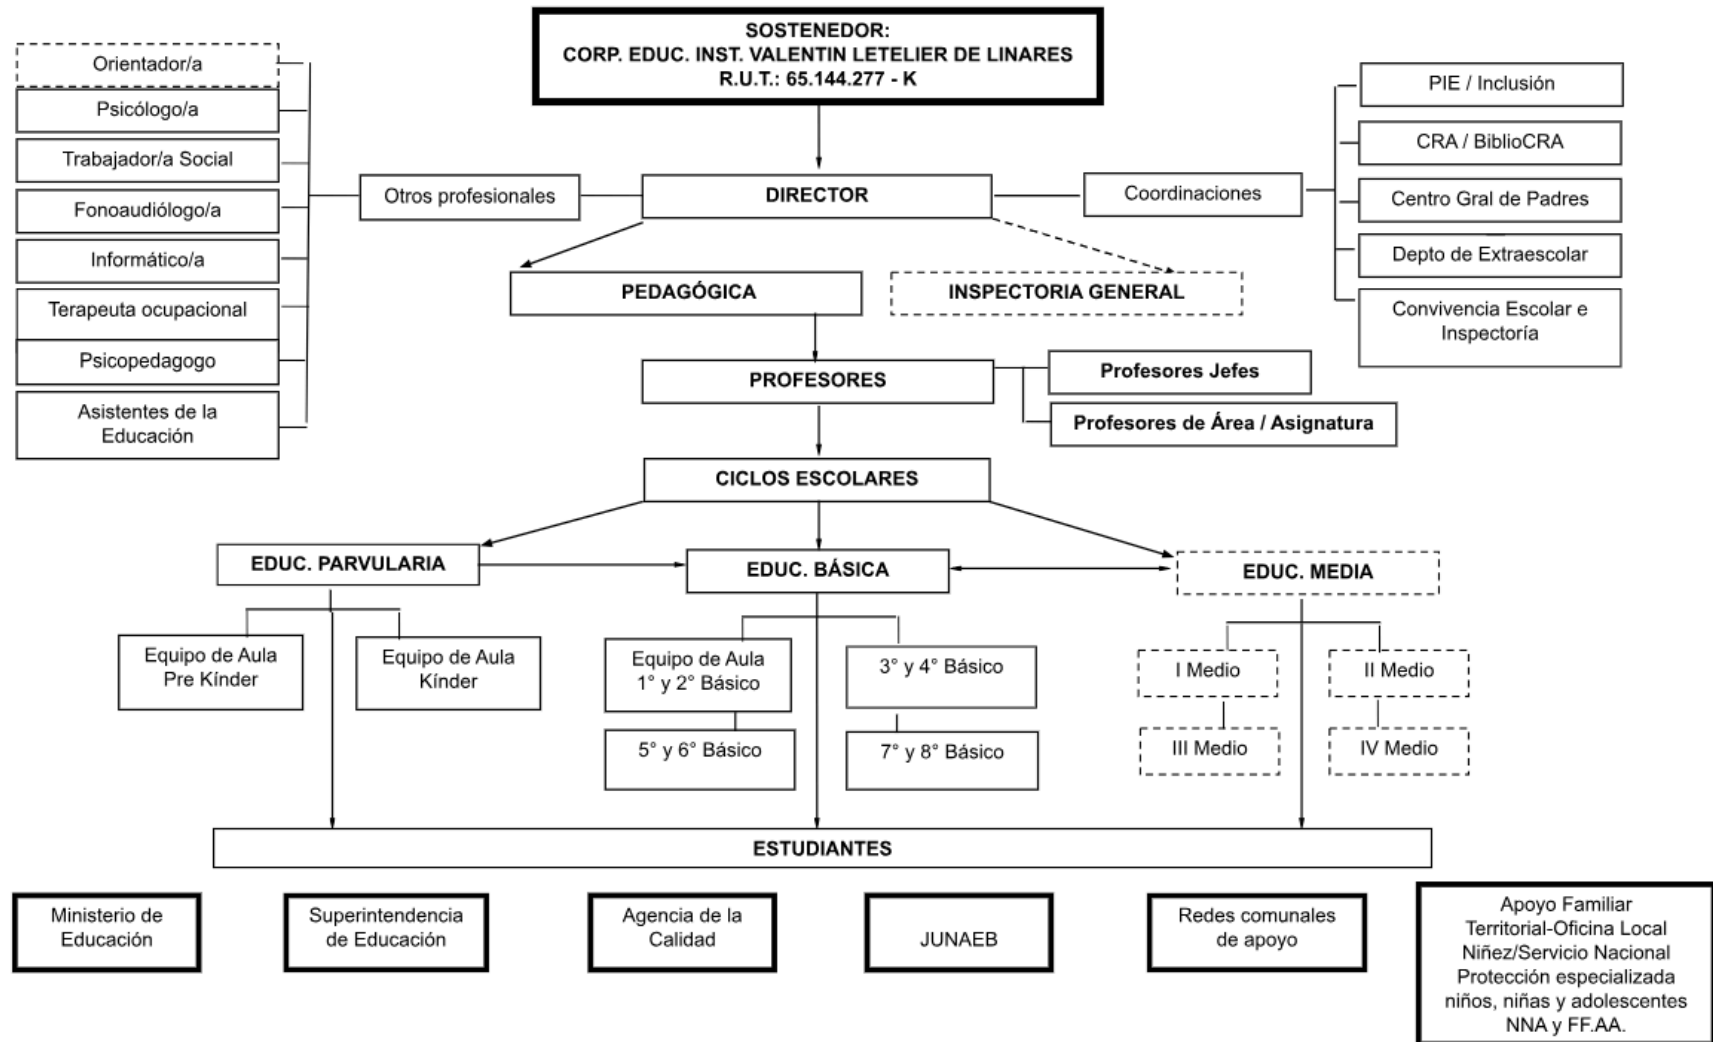 SOSTENEDOR:
CORP. EDUC. INST. VALENTIN LETELIER DE LINARES
R.U.T.: 65.144.277 - K
Orientador/a
Psicólogo/a
Trabajador/a Social
Fonoaudiólogo/a
Informático/a
Terapeuta ocupacional
Psicopedagogo
Asistentes de la
Educación
Otros profesionales
DIRECTOR
Coordinaciones
PIE / Inclusión
CRA / BiblioCRA
Centro Gral de Padres
Depto de Extraescolar
Convivencia Escolar e
Inspectoría
PEDAGÓGICA
INSPECTORIA GENERAL
PROFESORES
Profesores Jefes
Profesores de Área / Asignatura
CICLOS ESCOLARES
EDUC. PARVULARIA
EDUC. BÁSICA
EDUC. MEDIA
Equipo de Aula
Pre Kínder
Equipo de Aula
Kínder
Equipo de Aula
1° y 2° Básico
3° y 4° Básico
5° y 6° Básico
7° y 8° Básico
I Medio
II Medio
III Medio
IV Medio
ESTUDIANTES
Ministerio de
Educación
Superintendencia
de Educación
Agencia de la
Calidad
JUNAEB
Redes comunales
de apoyo
Apoyo Familiar
Territorial-Oficina Local
Niñez/Servicio Nacional
Protección especializada
niños, niñas y adolescentes
NNA y FF.AA.